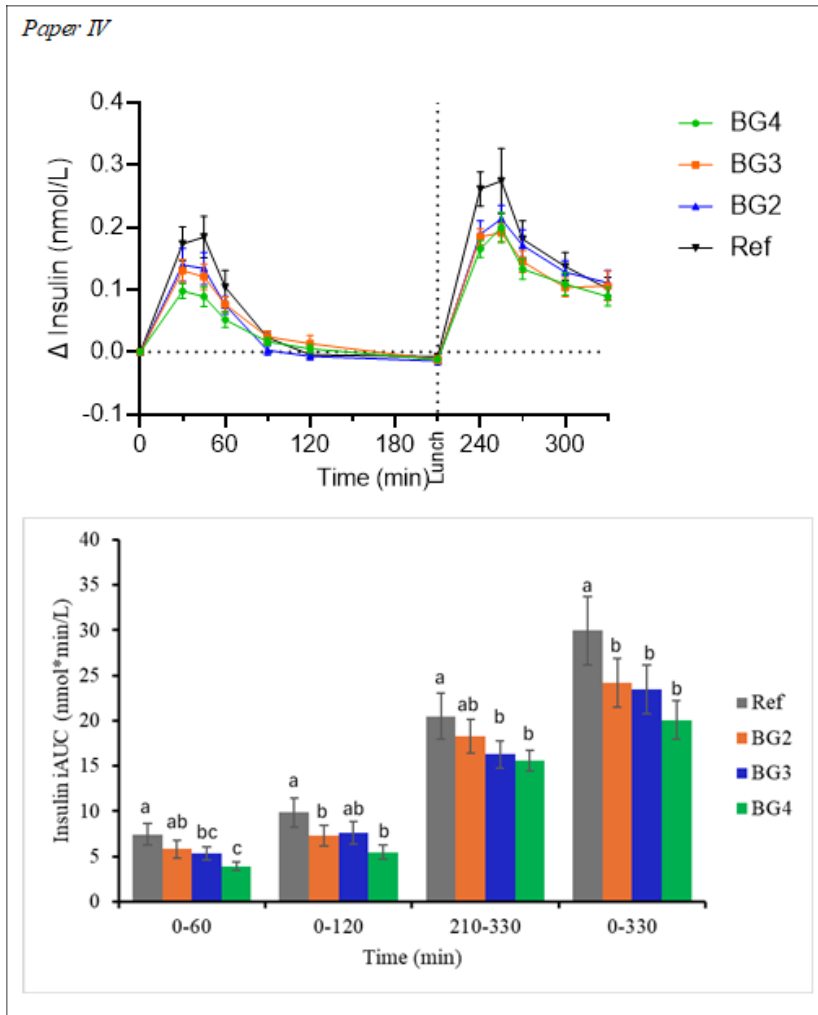 Paper IV
0.4
0.3
0.2
0.1
0.0
-0.1
Δ Insulin (nmol/L)
0 60 120 180 240 300
Lunch
Time (min)
BG4
BG3
BG2
Ref
40
35
30
25
20
15
10
5
0
Insulin iAUC (nmol*min/L)
a ab bc c
a b ab b
a ab b b
a b b b
0-60 0-120 210-330 0-330
Time (min)
Ref
BG2
BG3
BG4